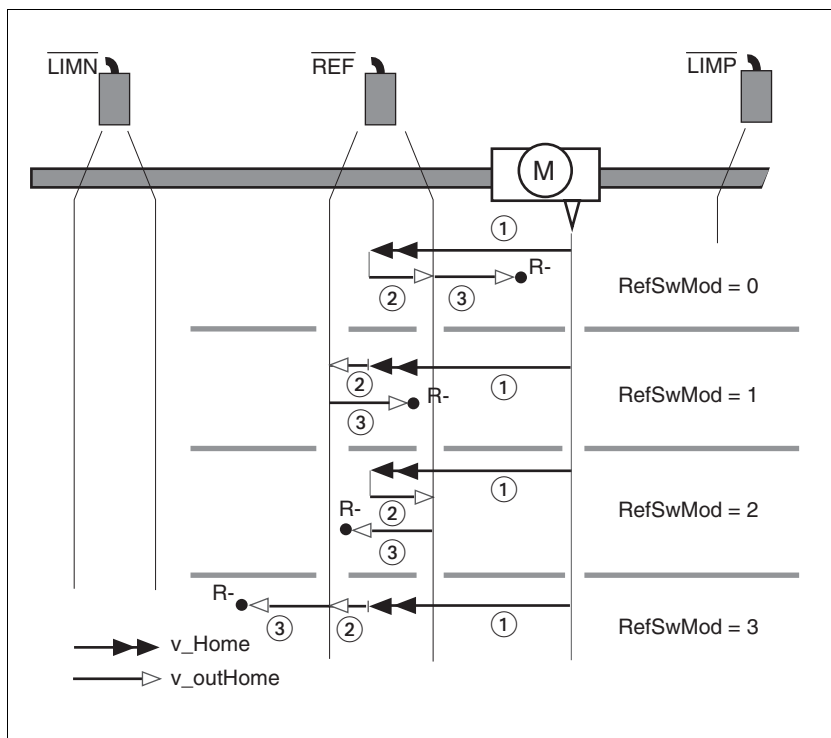 LIMN REF LIMP
M
①
R-
② ③ RefSwMod = 0
② ① R- RefSwMod = 1
③
①
② RefSwMod = 2
R-
③
R-
③ ② ① RefSwMod = 3
v_Home
v_outHome